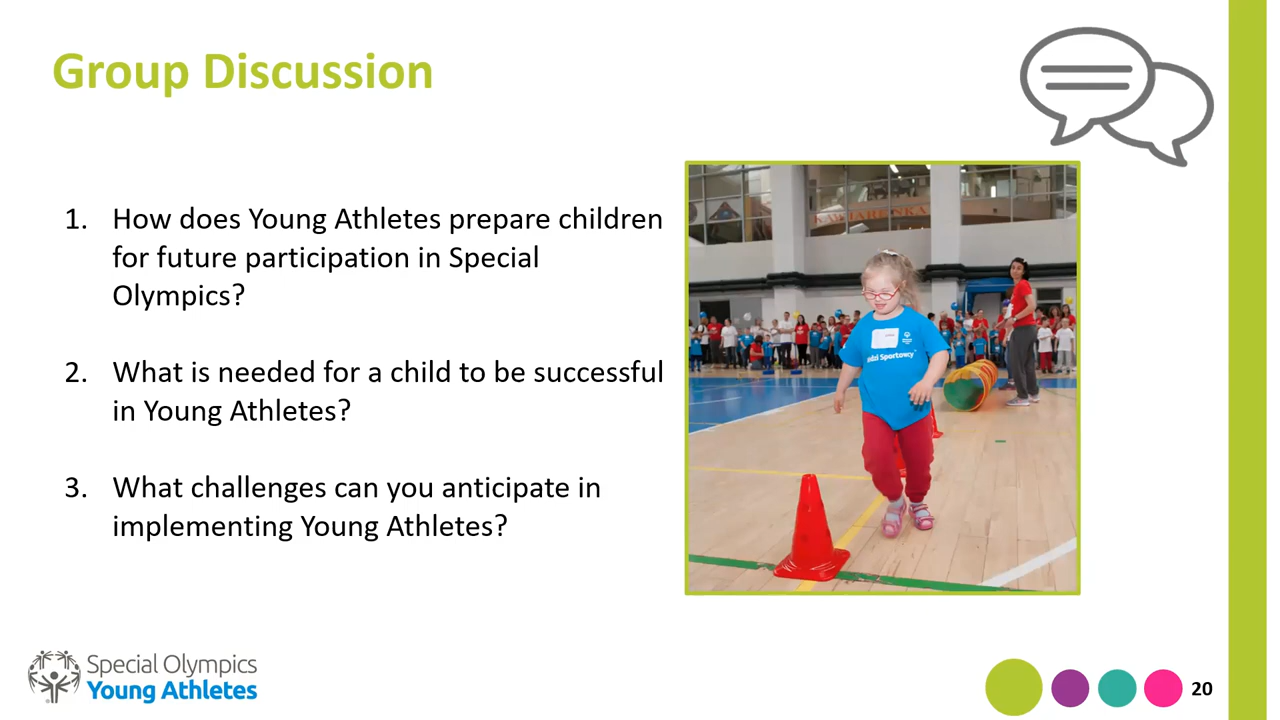 Group Discussion
1. How does Young Athletes prepare children
for future participation in Special
Olympics?
2. What is needed for a child to be successful
in Young Athletes?
3. What challenges can you anticipate in
implementing Young Athletes?
KAWIARENKA
Sportowcy
Special Olympics
Young Athletes
20